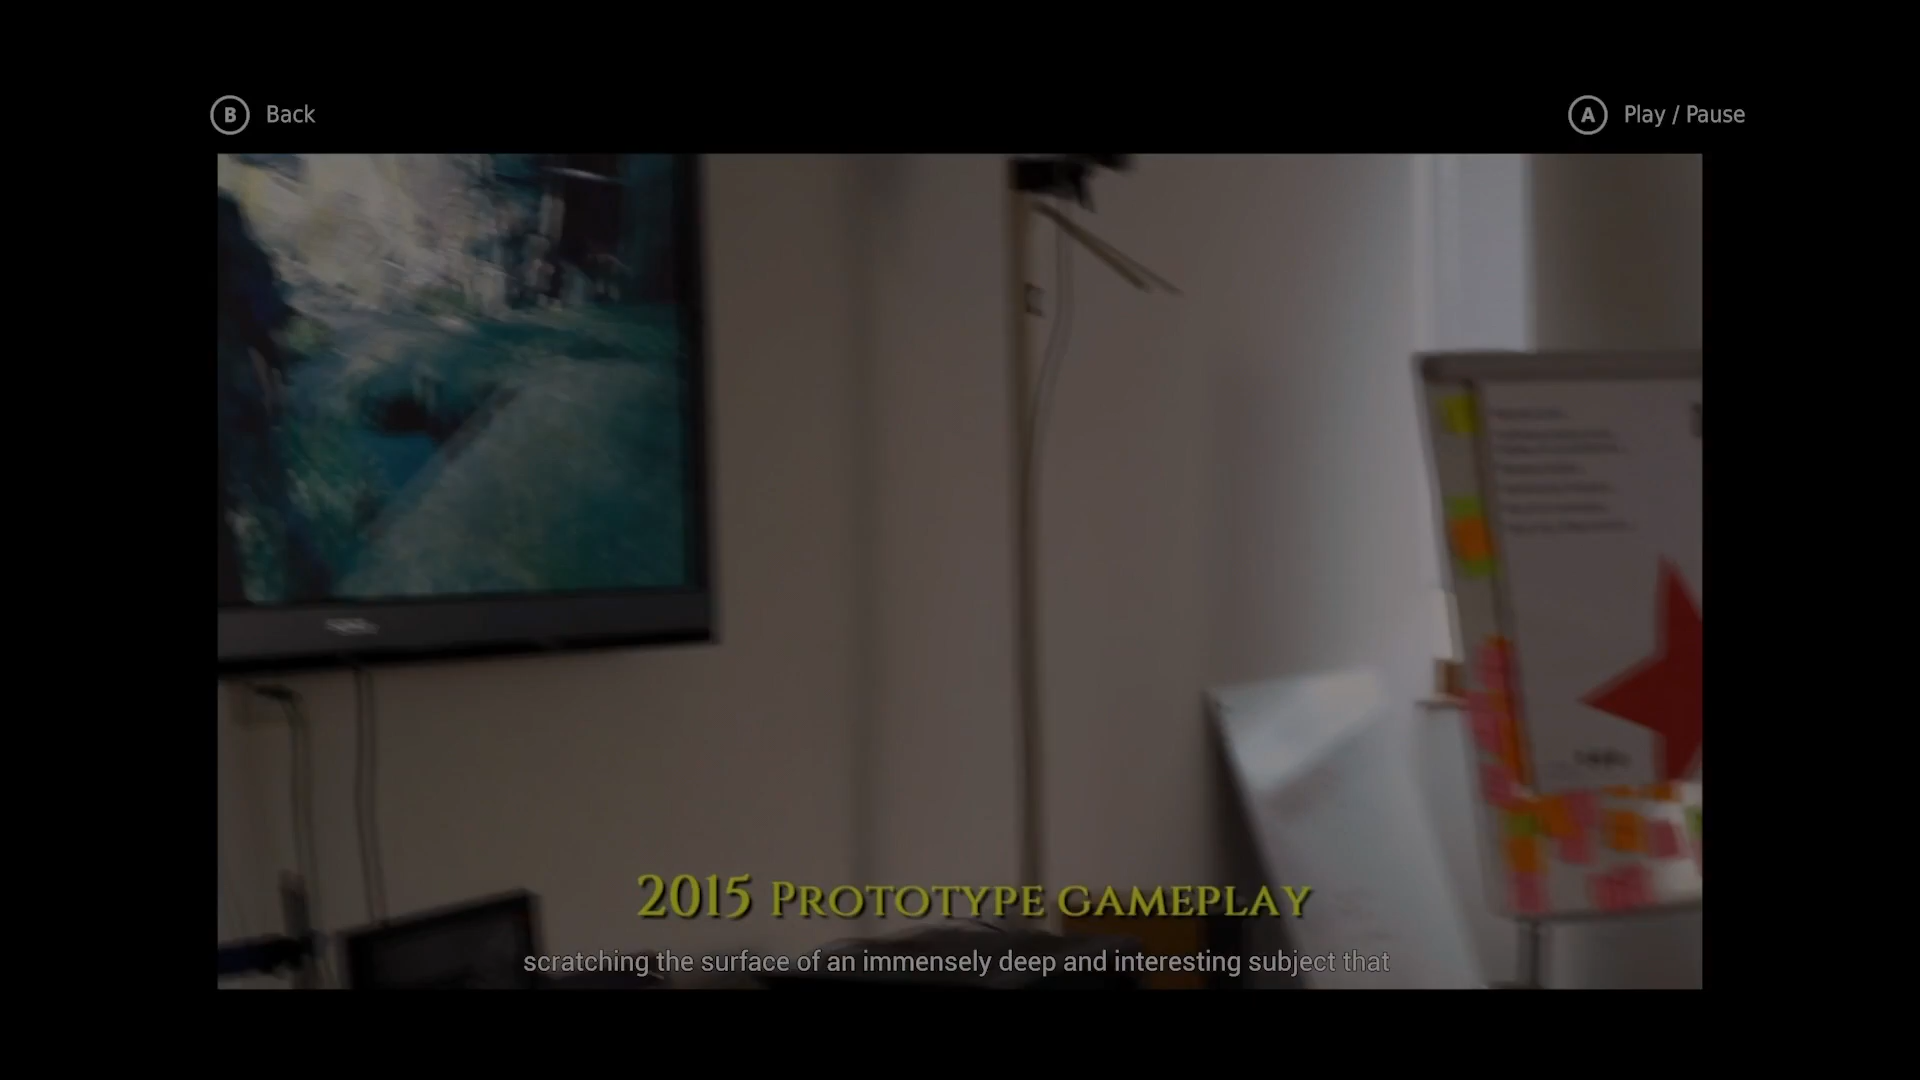 B Back
A Play / Pause
2015 Prototype gameplay
scratching the surface of an immensely deep and interesting subject that